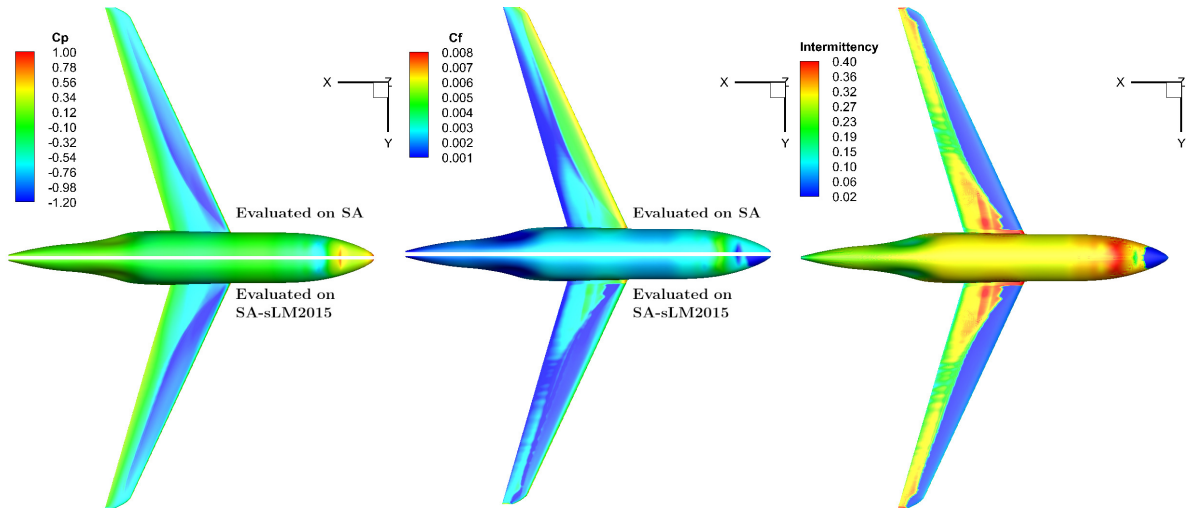 Cp
1.00
0.78
0.56
0.34
0.12
-0.10
-0.32
-0.54
-0.76
-0.98
-1.20
X
Z
Y
Evaluated on SA
Evaluated on
SA-sLM2015
Cf
0.008
0.007
0.006
0.005
0.004
0.003
0.002
0.001
X
Z
Y
Evaluated on SA
Evaluated on
SA-sLM2015
Intermittency
0.40
0.36
0.32
0.27
0.23
0.19
0.15
0.10
0.06
0.02
X
Z
Y